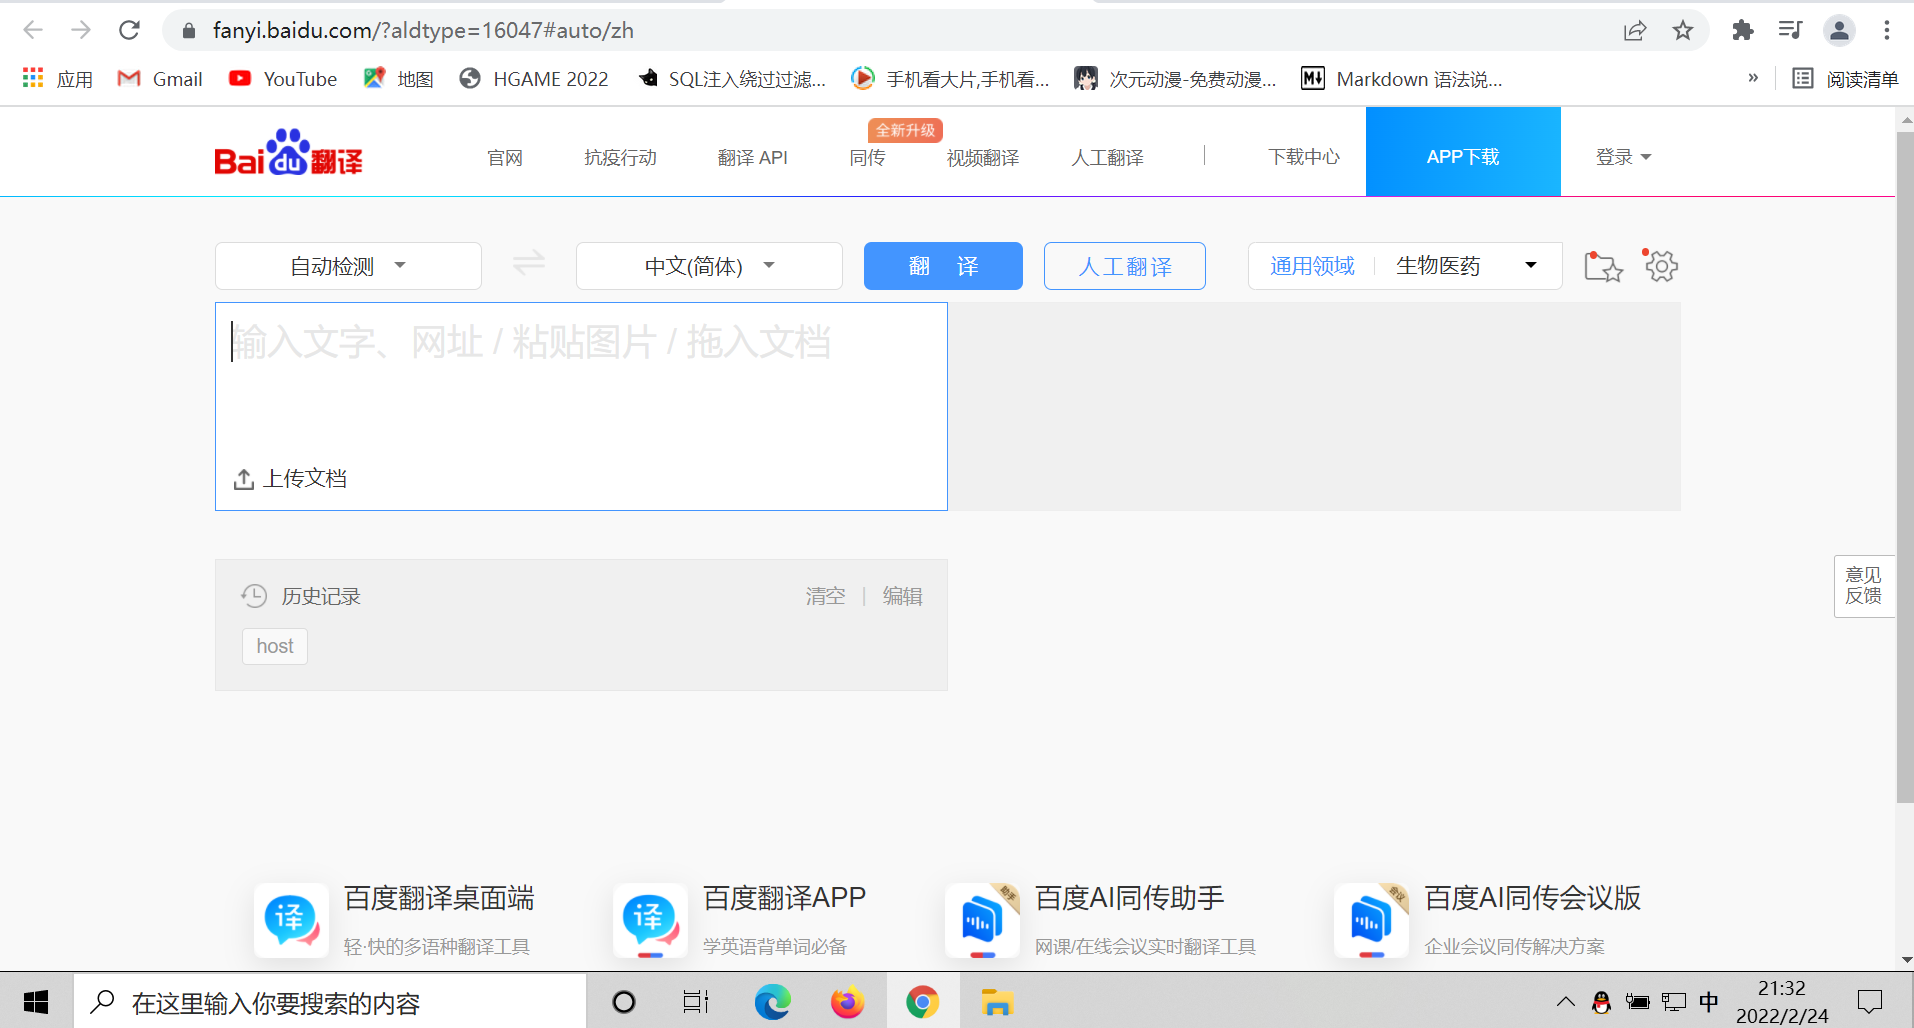 fanyi.baidu.com/?aldtype=16047#auto/zh
应用 Gmail YouTube 地图 HGAME 2022 SQL注入绕过过滤... 手机看大片,手机看... 次元动漫-免费动漫... Markdown 语法说... » 阅读清单
全新升级
Bai du 翻译 官网 抗疫行动 翻译 API 同传 视频翻译 人工翻译 下载中心 APP下载 登录
自动检测 中文(简体) 翻 译 人工翻译 通用领域 生物医药
输入文字、网址 / 粘贴图片 / 拖入文档
上传文档
意见
反馈
历史记录 清空 编辑
host
译 百度翻译桌面端 译 百度翻译APP 助手 百度AI同传助手 会议 百度AI同传会议版
轻·快的多语种翻译工具 学英语背单词必备 网课/在线会议实时翻译工具 企业会议同传解决方案
在这里输入你要搜索的内容 中 21:32
2022/2/24